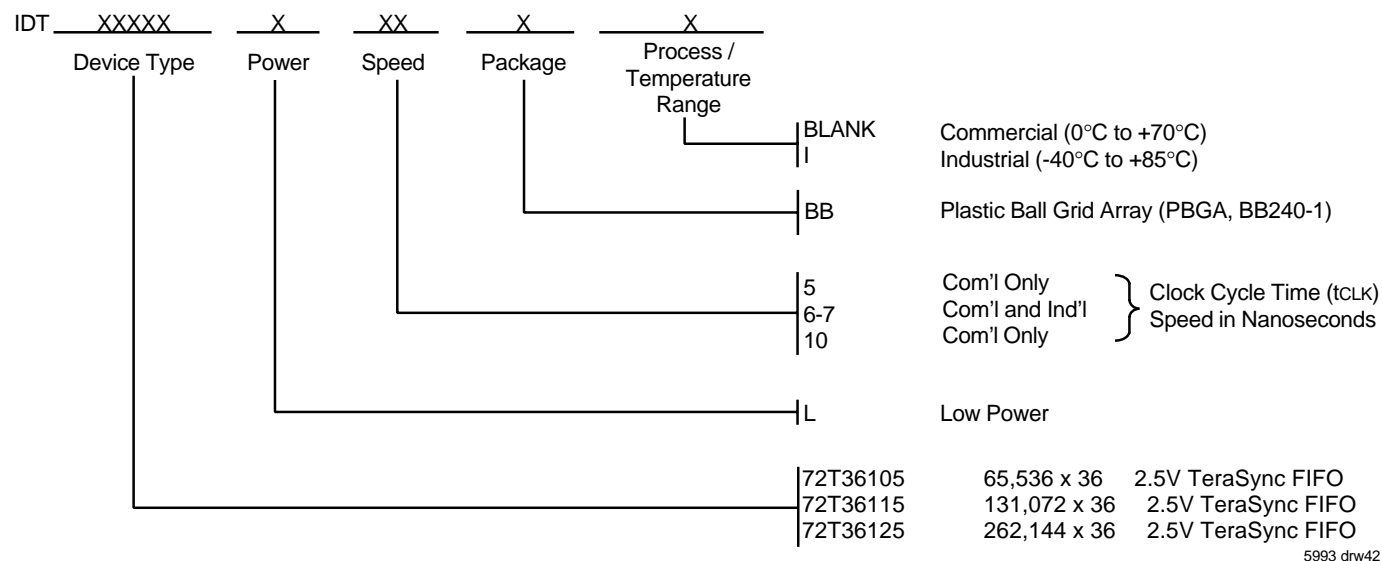 IDT XXXXX X XX X X
Device Type Power Speed Package Process / Temperature Range
BLANK Commercial (0°C to +70°C)
I Industrial (-40°C to +85°C)
BB Plastic Ball Grid Array (PBGA, BB240-1)
5 Com'l Only
6-7 Com'l and Ind'l
10 Com'l Only
Clock Cycle Time (tCLK)
Speed in Nanoseconds
L Low Power
72T36105 65,536 x 36 2.5V TeraSync FIFO
72T36115 131,072 x 36 2.5V TeraSync FIFO
72T36125 262,144 x 36 2.5V TeraSync FIFO
5993 drw42